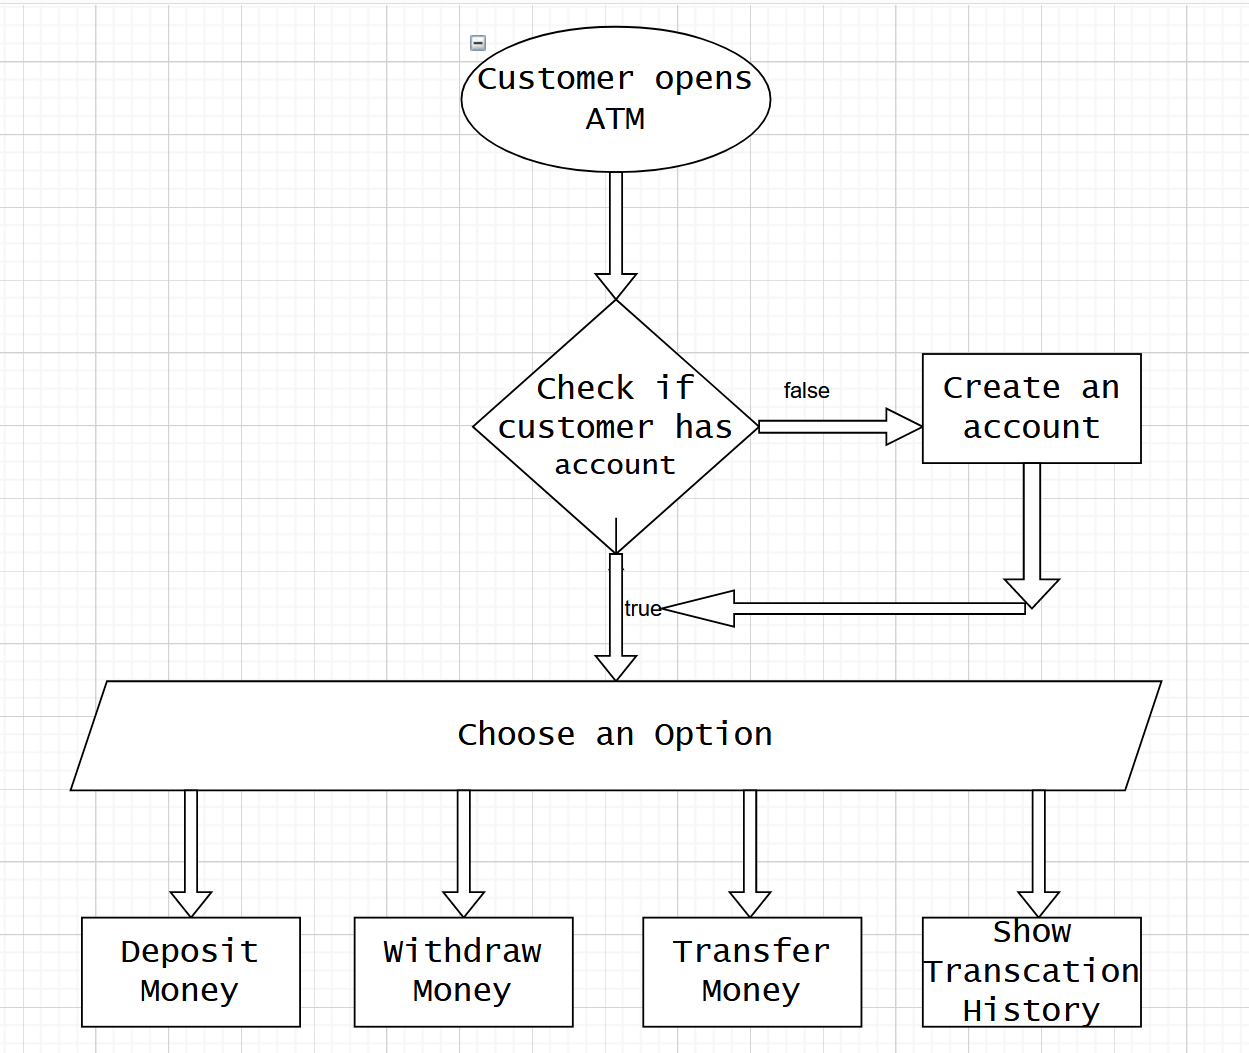 Customer opens
ATM
Check if
customer has
account
false
Create an
account
true
Choose an Option
Deposit
Money
Withdraw
Money
Transfer
Money
Show
Transcation
History